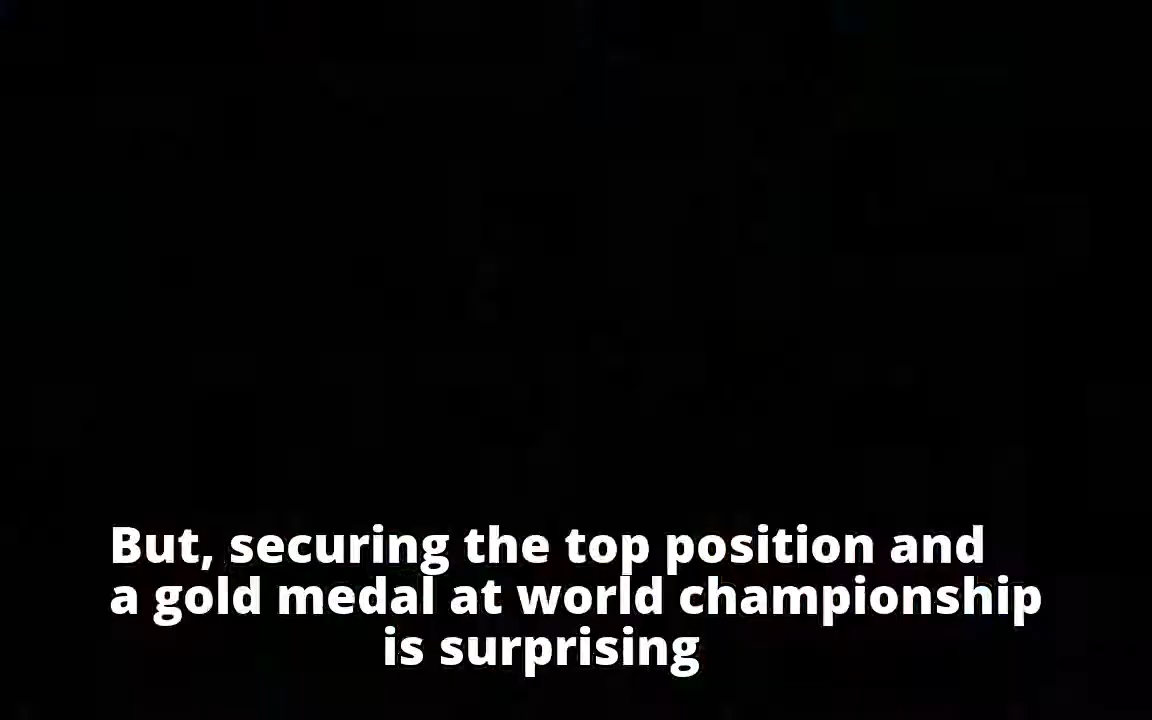 But, securing the top position and
a gold medal at world championship
is surprising